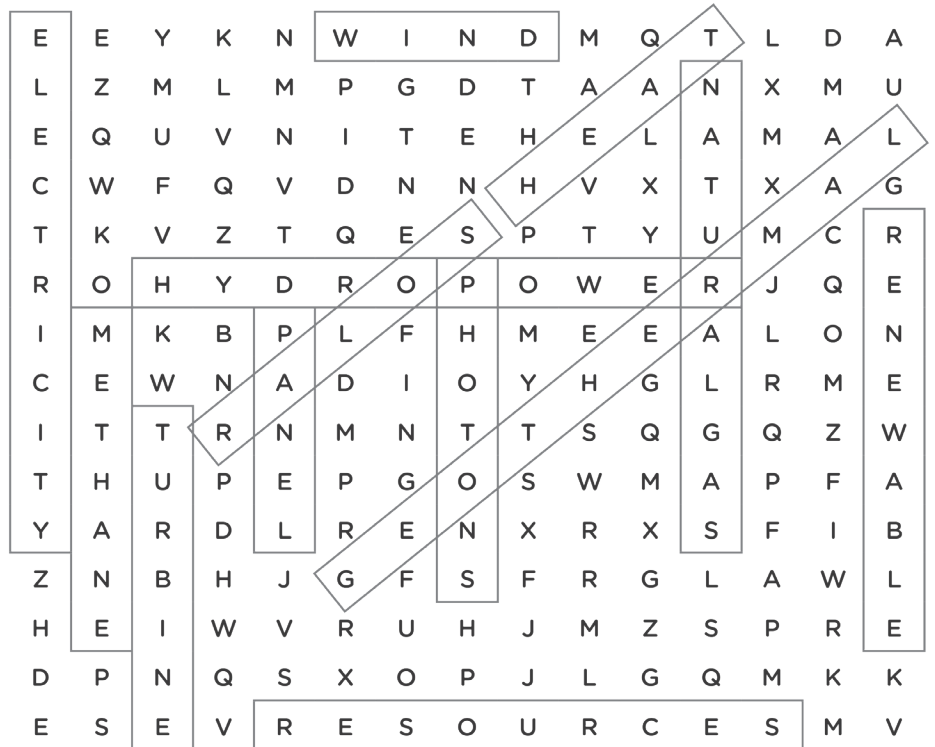 E E Y K N W I N D M Q T L D A
L Z M L M P G D T A A N X M U
E Q U V N I T E H E L A M A L
C W F Q V D N N H V X T X A G
T K V Z T Q E S P T Y U M C R
R O H Y D R O P O W E R J Q E
I M K B P L F H M E E A L O N
C E W N A D I O Y H G L R M E
I T T R N M N T T S Q G Q Z W
T H U P E P G O S W M A P F A
Y A R D L R E N X R X S F I B
Z N B H J G F S F R G L A W L
H E I W V R U H J M Z S P R E
D P N Q S X O P J L G Q M K K
E S E V R E S O U R C E S M V